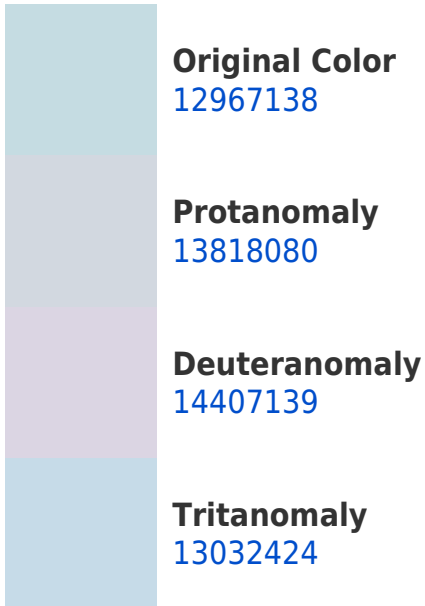 Original Color
12967138
Protanomaly
13818080
Deuteranomaly
14407139
Tritanomaly
13032424